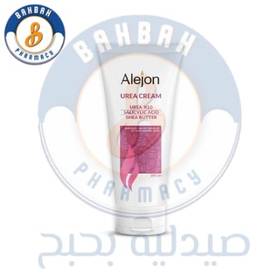 BAHBAH
PHARMACY
Alejon
UREA CREAM
UREA %10
SALICYLIC ACID
SHEA BUTTER
BAHBAH
PHARMACY
صيدلية بحبح